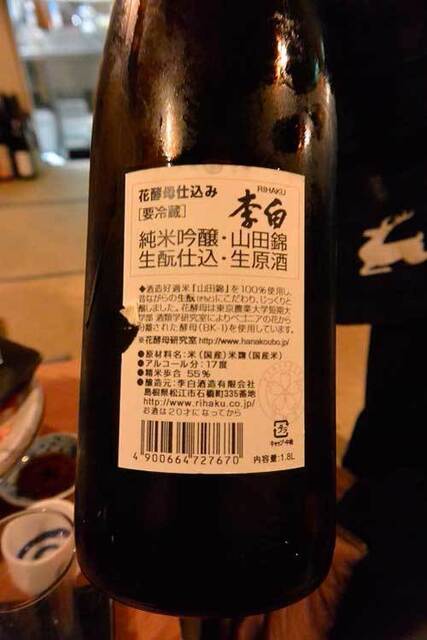 花酵母仕込み
[要冷蔵]
RIHAKU
李白
純米吟醸・山田錦
生酛仕込・生原酒
◆酒造好適米『山田錦』を100%使用し、
昔ながらの生酛(きもと)にこだわり、じっくりと
醸しました。花酵母は東京農業大学短期大
学部 酒類学研究室によりベゴニアの花から
分離された酵母(BK-1)を使用しています。
※花酵母研究室 http://www.hanakoubo.jp/
●原材料名:米(国産)米麹(国産米)
●アルコール分:17度
●精米歩合 55%
●醸造元:李白酒造有限会社
島根県松江市石橋町335番地
http://www.rihaku.co.jp/
お酒は20才になってから
4900664727670
キャップ・中栓
内容量:1.8L